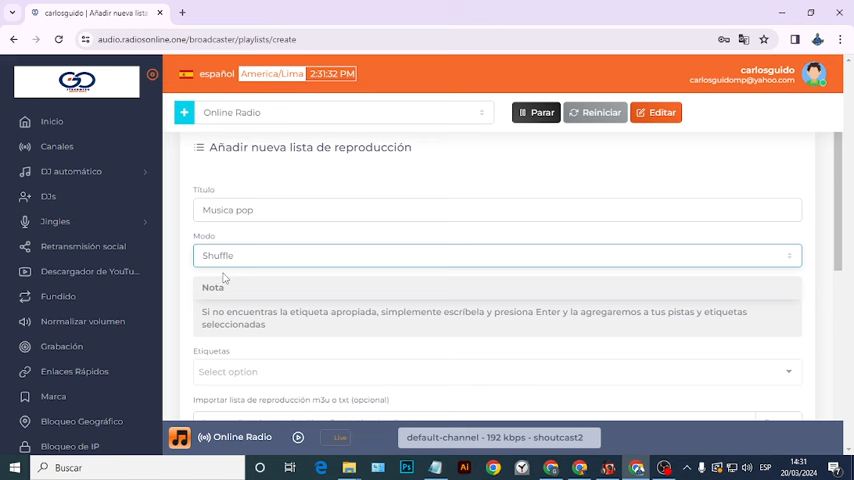 carlosguido | Añadir nueva lista
audio.radiosonline.one/broadcaster/playlists/create
español America/Lima 2:31:32 PM
carlosguido
carlosguidomp@yahoo.com
Online Radio
Parar
Reiniciar
Editar
Inicio
Canales
DJ automático
DJs
Jingles
Retransmisión social
Descargador de YouTu...
Fundido
Normalizar volumen
Grabación
Enlaces Rápidos
Marca
Bloqueo Geográfico
Bloqueo de IP
Añadir nueva lista de reproducción
Título
Musica pop
Modo
Shuffle
Nota
Si no encuentras la etiqueta apropiada, simplemente escríbela y presiona Enter y la agregaremos a tus pistas y etiquetas
seleccionadas
Etiquetas
Select option
Importar lista de reproducción m3u o txt (opcional)
Online Radio
Live
default-channel - 192 kbps - shoutcast2
Buscar
ESP
14:31
20/03/2024